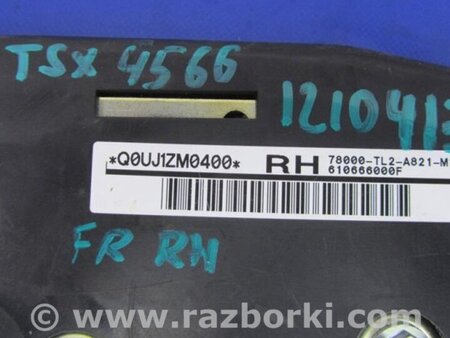 TSX 4566
121041
*Q0UJ1ZM0400* RH 78000-TL2-A821-M
610666000F
FR RH
www.razborki.com